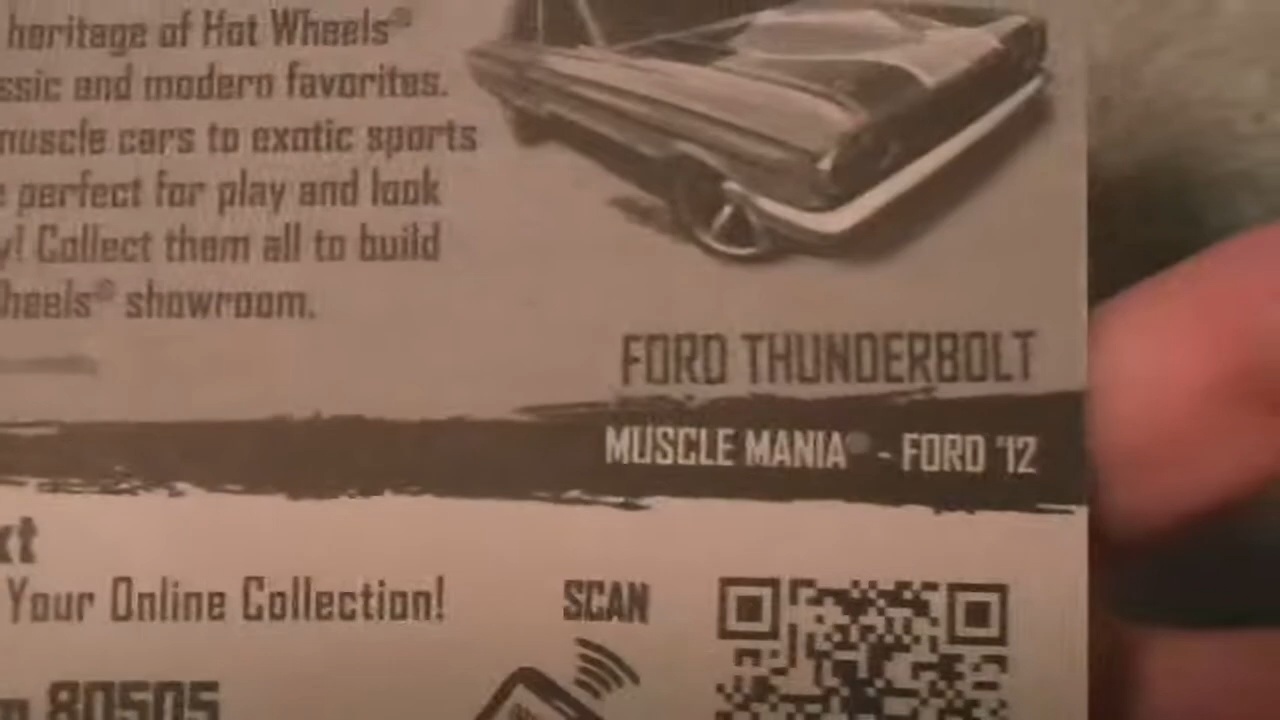 heritage of Hot Wheels®
ssic and modern favorites.
muscle cars to exotic sports
e perfect for play and look
y! Collect them all to build
heels® showroom.
FORD THUNDERBOLT
MUSCLE MANIA® - FORD '12
xt
Your Online Collection!
SCAN
80505